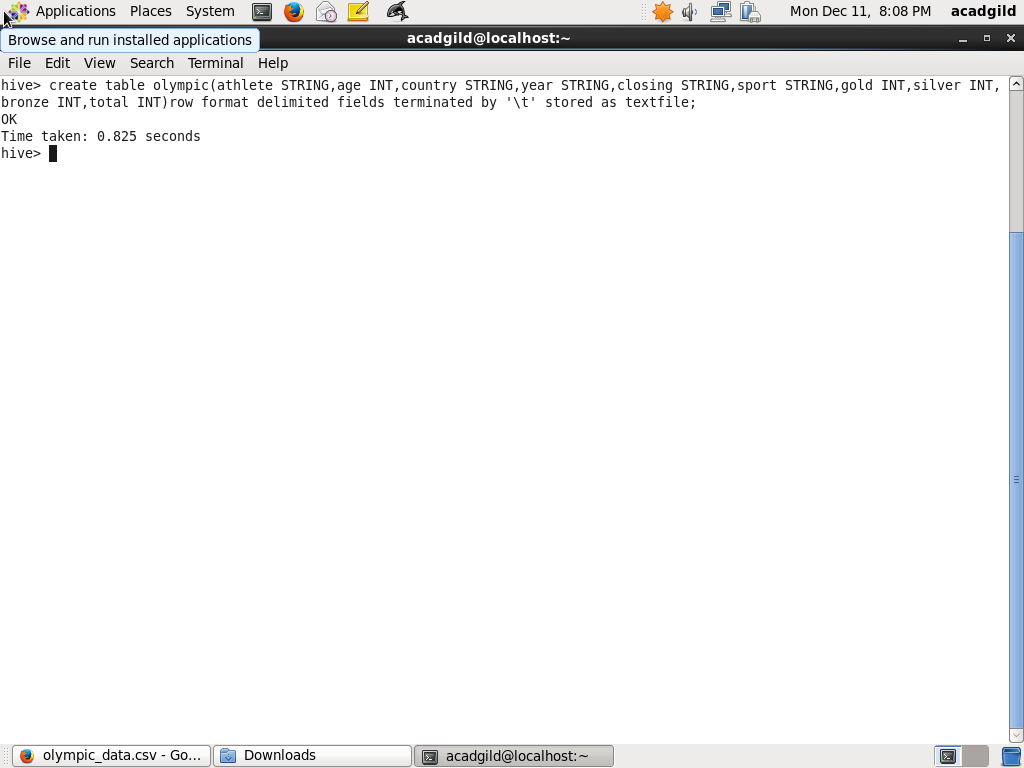 Applications Places System Mon Dec 11, 8:08 PM acadgild
Browse and run installed applications acadgild@localhost:~
File Edit View Search Terminal Help
hive> create table olympic(athlete STRING,age INT,country STRING,year STRING,closing STRING,sport STRING,gold INT,silver INT,
bronze INT,total INT)row format delimited fields terminated by '\t' stored as textfile;
OK
Time taken: 0.825 seconds
hive>
olympic_data.csv - Go... Downloads acadgild@localhost:~